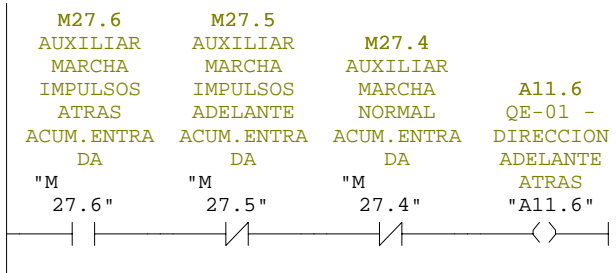 M27.6
AUXILIAR
MARCHA
IMPULSOS
ATRAS
ACUM.ENTRA
DA
"M
27.6"
M27.5
AUXILIAR
MARCHA
IMPULSOS
ADELANTE
ACUM.ENTRA
DA
"M
27.5"
M27.4
AUXILIAR
MARCHA
NORMAL
ACUM.ENTRA
DA
"M
27.4"
A11.6
QE-01 -
DIRECCION
ADELANTE
ATRAS
"A11.6"